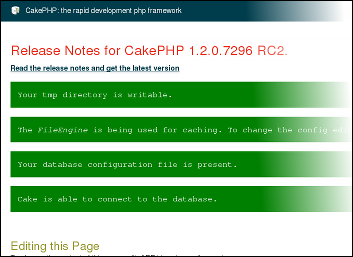 CakePHP: the rapid development php framework
Release Notes for CakePHP 1.2.0.7296 RC2.
Read the release notes and get the latest version
Your tmp directory is writable.
The FileEngine is being used for caching. To change the config ed
Your database configuration file is present.
Cake is able to connect to the database.
Editing this Page